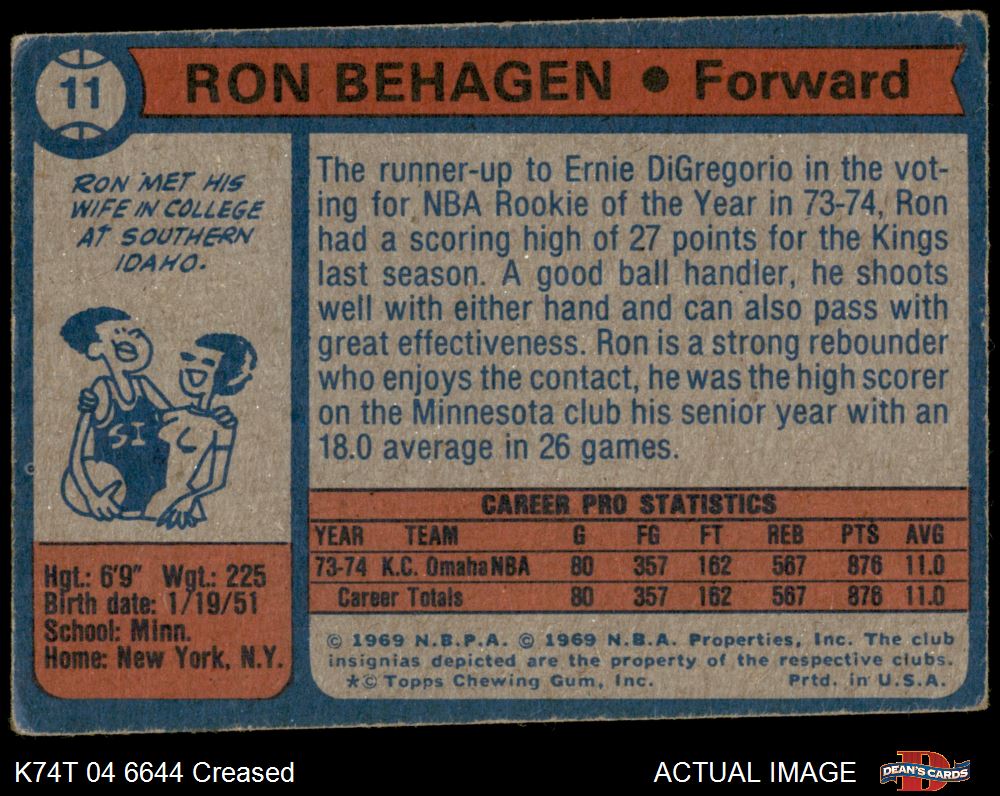 11
RON BEHAGEN ● Forward
RON MET HIS
WIFE IN COLLEGE
AT SOUTHERN
IDAHO.
SI
Hgt.: 6'9" Wgt.: 225
Birth date: 1/19/51
School: Minn.
Home: New York, N.Y.
The runner-up to Ernie DiGregorio in the vot-
ing for NBA Rookie of the Year in 73-74, Ron
had a scoring high of 27 points for the Kings
last season. A good ball handler, he shoots
well with either hand and can also pass with
great effectiveness. Ron is a strong rebounder
who enjoys the contact, he was the high scorer
on the Minnesota club his senior year with an
18.0 average in 26 games.
CAREER PRO STATISTICS
YEAR TEAM G FG FT REB PTS AVG
73-74 K.C. Omaha NBA 80 357 162 567 876 11.0
Career Totals 80 357 162 567 876 11.0
© 1969 N.B.P.A. © 1969 N.B.A. Properties, Inc. The club
insignias depicted are the property of the respective clubs.
*© Topps Chewing Gum, Inc. Prtd. in U.S.A.
K74T 04 6644 Creased ACTUAL IMAGE
D
DEAN'S CARDS